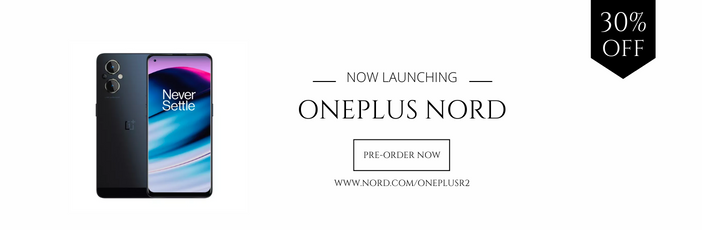 30%
OFF
NOW LAUNCHING
Never
Settle
ONEPLUS NORD
PRE-ORDER NOW
WWW.NORD.COM/ONEPLUSR2